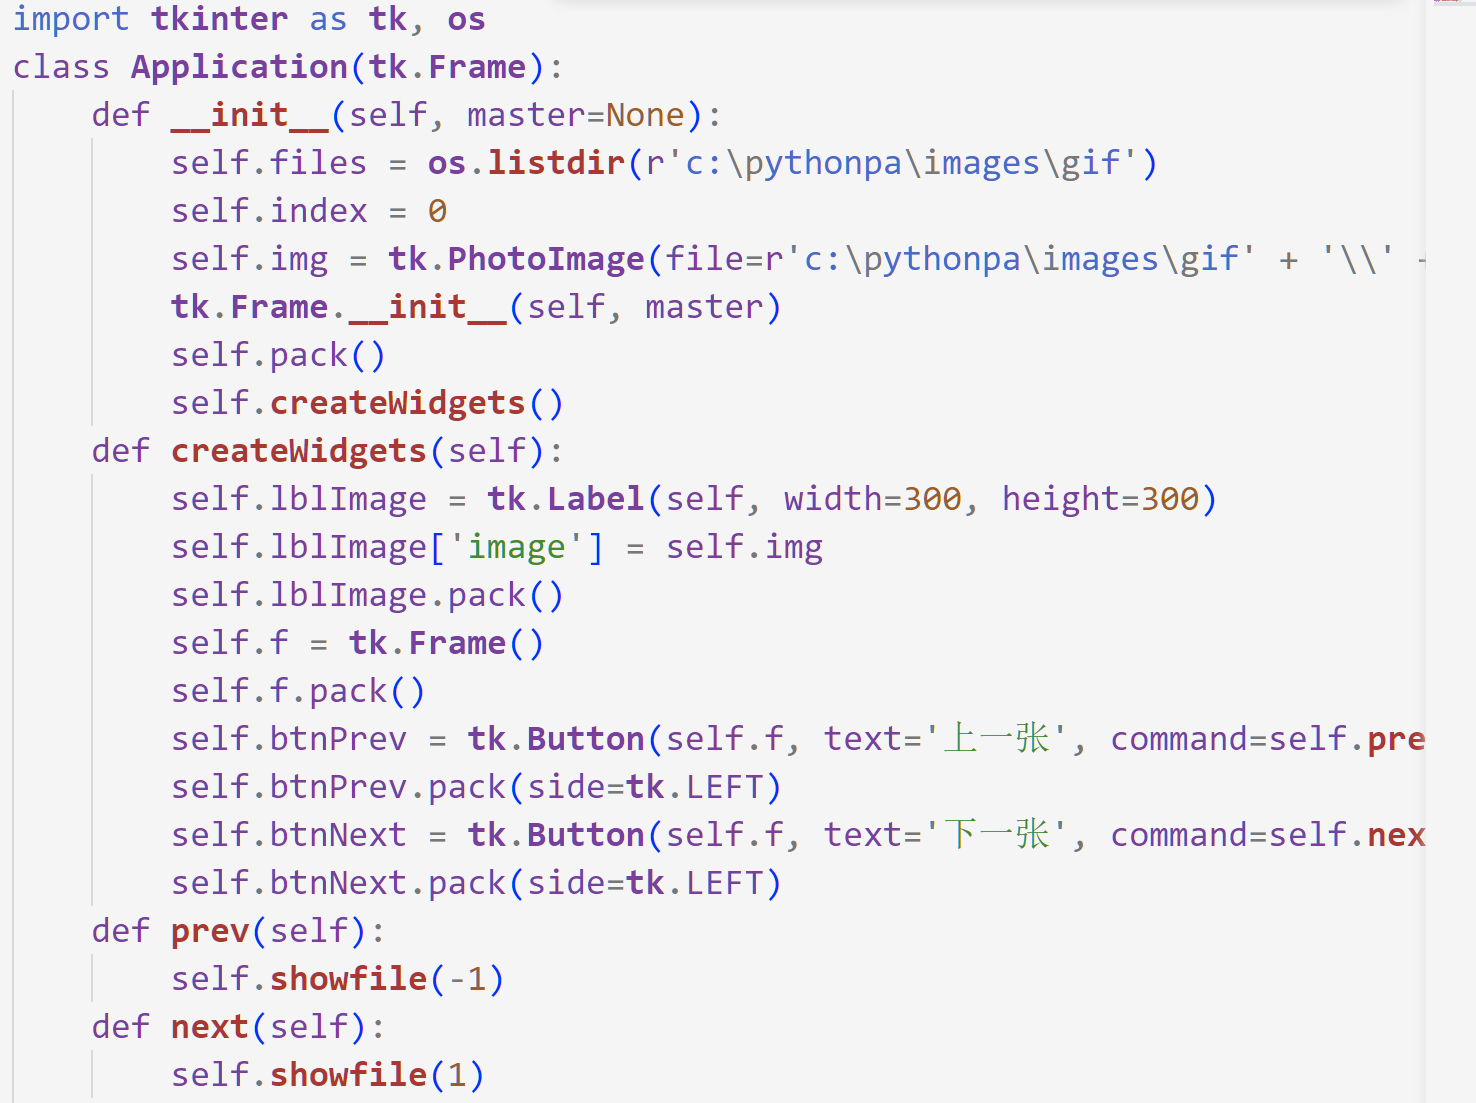 import tkinter as tk, os
class Application(tk.Frame):
    def __init__(self, master=None):
        self.files = os.listdir(r'c:\pythonpa\images\gif')
        self.index = 0
        self.img = tk.PhotoImage(file=r'c:\pythonpa\images\gif' + '\\'
        tk.Frame.__init__(self, master)
        self.pack()
        self.createWidgets()
    def createWidgets(self):
        self.lblImage = tk.Label(self, width=300, height=300)
        self.lblImage['image'] = self.img
        self.lblImage.pack()
        self.f = tk.Frame()
        self.f.pack()
        self.btnPrev = tk.Button(self.f, text='上一张', command=self.pre
        self.btnPrev.pack(side=tk.LEFT)
        self.btnNext = tk.Button(self.f, text='下一张', command=self.nex
        self.btnNext.pack(side=tk.LEFT)
    def prev(self):
        self.showfile(-1)
    def next(self):
        self.showfile(1)